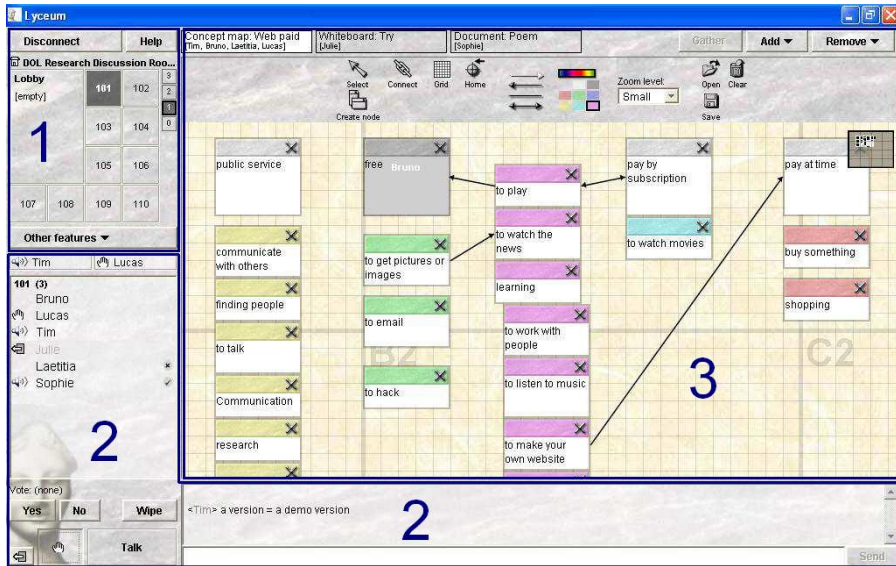 Lyceum
Disconnect
Help
DOL Research Discussion Roo...
Lobby
[empty]
101
102
103
104
105
106
107
108
109
110
3
2
1
0
1
Other features
Tim
Lucas
101 (3)
Bruno
Lucas
Tim
Julie
Laetitia
Sophie
2
Vote: (none)
Yes
No
Wipe
Talk
Concept map: Web paid
[Tim, Bruno, Laetitia, Lucas]
Whiteboard: Try
[Julie]
Document: Poem
[Sophie]
Gather
Add
Remove
Select
Connect
Grid
Home
Create node
Zoom level:
Small
Open
Clear
Save
public service
communicate
with others
finding people
to talk
Communication
research
free
Bruno
to get pictures or
images
to email
to hack
B2
to play
to watch the
news
learning
to work with
people
to listen to music
to make your
own website
pay by
subscription
to watch movies
pay at time
buy something
shopping
C2
3
<Tim> a version = a demo version
2
Send